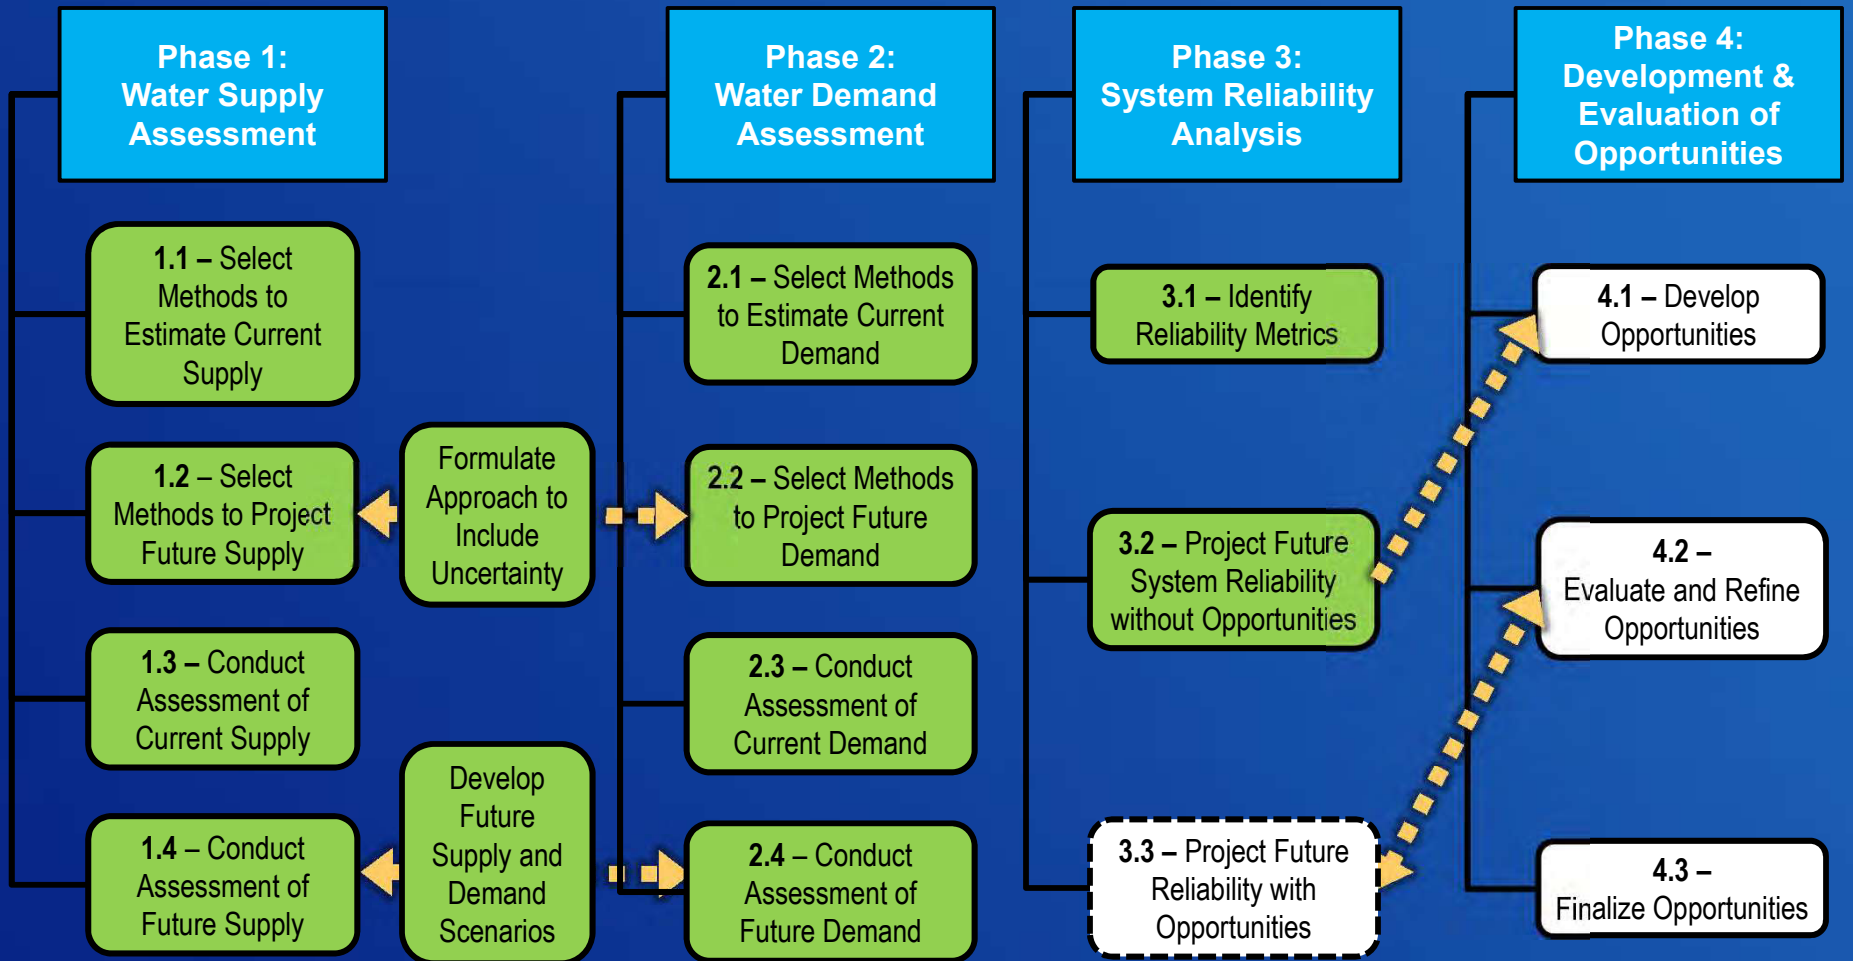 Phase 1:
Water Supply
Assessment
1.1 – Select
Methods to
Estimate Current
Supply
1.2 – Select
Methods to Project
Future Supply
1.3 – Conduct
Assessment of
Current Supply
1.4 – Conduct
Assessment of
Future Supply
Formulate
Approach to
Include
Uncertainty
Develop
Future
Supply and
Demand
Scenarios
Phase 2:
Water Demand
Assessment
2.1 – Select Methods
to Estimate Current
Demand
2.2 – Select Methods
to Project Future
Demand
2.3 – Conduct
Assessment of
Current Demand
2.4 – Conduct
Assessment of
Future Demand
Phase 3:
System Reliability
Analysis
3.1 – Identify
Reliability Metrics
3.2 – Project Future
System Reliability
without Opportunities
3.3 – Project Future
Reliability with
Opportunities
Phase 4:
Development &
Evaluation of
Opportunities
4.1 – Develop
Opportunities
4.2 –
Evaluate and Refine
Opportunities
4.3 –
Finalize Opportunities